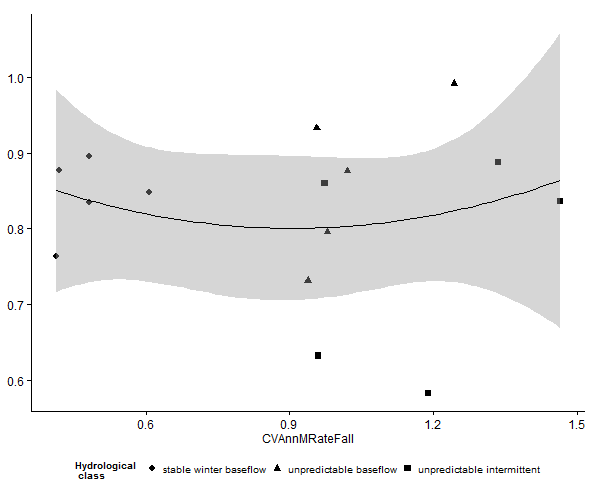 1.0
0.9
0.8
0.7
0.6
0.6 0.9 1.2 1.5
CVAnnMRateFall
Hydrological
class
stable winter baseflow unpredictable baseflow unpredictable intermittent